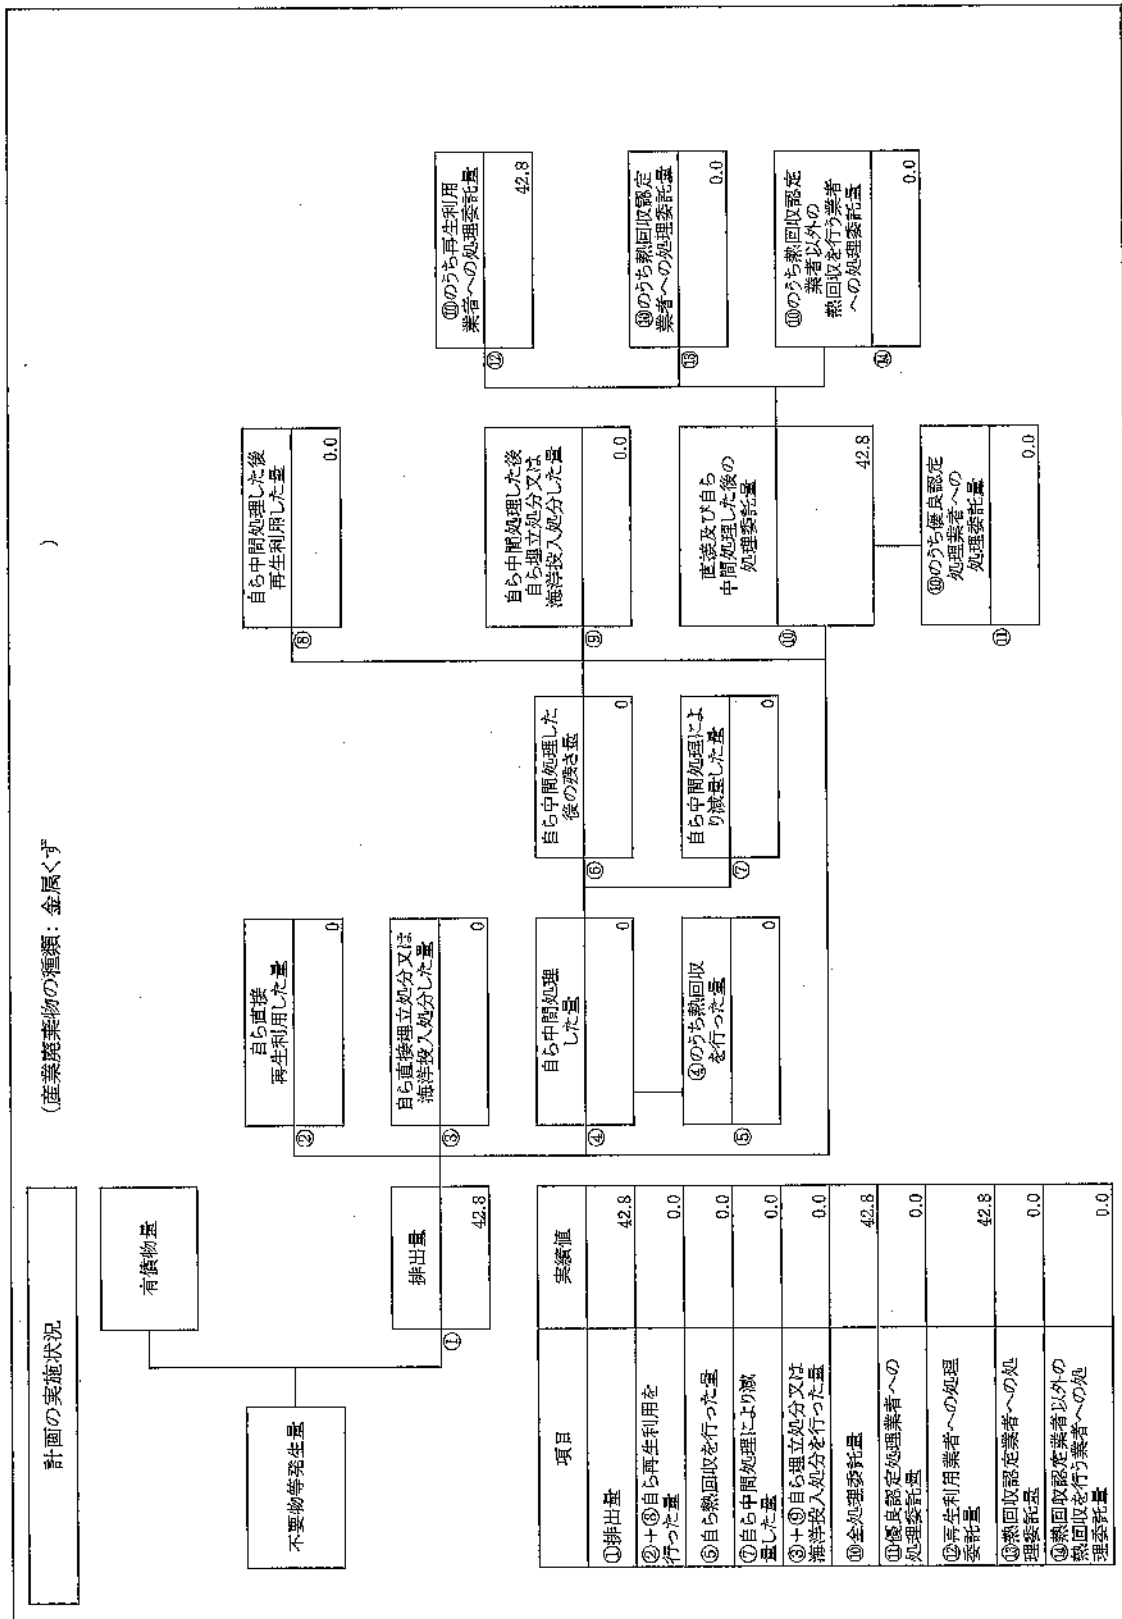 計画の実施状況
(産業廃棄物の種類: 金属くず
)
不要物等発生量
有償物量
①
排出量
42.8
②
自ら直接
再生利用した量
0
③
自ら直接埋立処分又は
海洋投入処分した量
0
④
自ら中間処理
した量
0
⑤
④のうち熱回収
を行った量
0
⑥
自ら中間処理した
後の残さ量
0
⑦
自ら中間処理によ
り減量した量
0
⑧
自ら中間処理した後
再生利用した量
0.0
⑨
自ら中間処理した後
自ら埋立処分又は
海洋投入処分した量
0.0
⑩
直接及び自ら
中間処理した後の
処理委託量
42.8
⑪
⑩のうち優良認定
処理業者への
処理委託量
0.0
⑫
⑩のうち再生利用
業者への処理委託量
42.8
⑬
⑩のうち熱回収認定
業者への処理委託量
0.0
⑭
⑩のうち熱回収認定
業者以外の
熱回収を行う業者
への処理委託量
0.0
項目 実績値
①排出量 42.8
②+⑧自ら再生利用を
行った量 0.0
⑤自ら熱回収を行った量 0.0
⑦自ら中間処理により減
量した量 0.0
③+⑨自ら埋立処分又は
海洋投入処分を行った量 0.0
⑩全処理委託量 42.8
⑪優良認定処理業者への
処理委託量 0.0
⑫再生利用業者への処理
委託量 42.8
⑬熱回収認定業者への処
理委託量 0.0
⑭熱回収認定業者以外の
熱回収を行う業者への処
理委託量 0.0